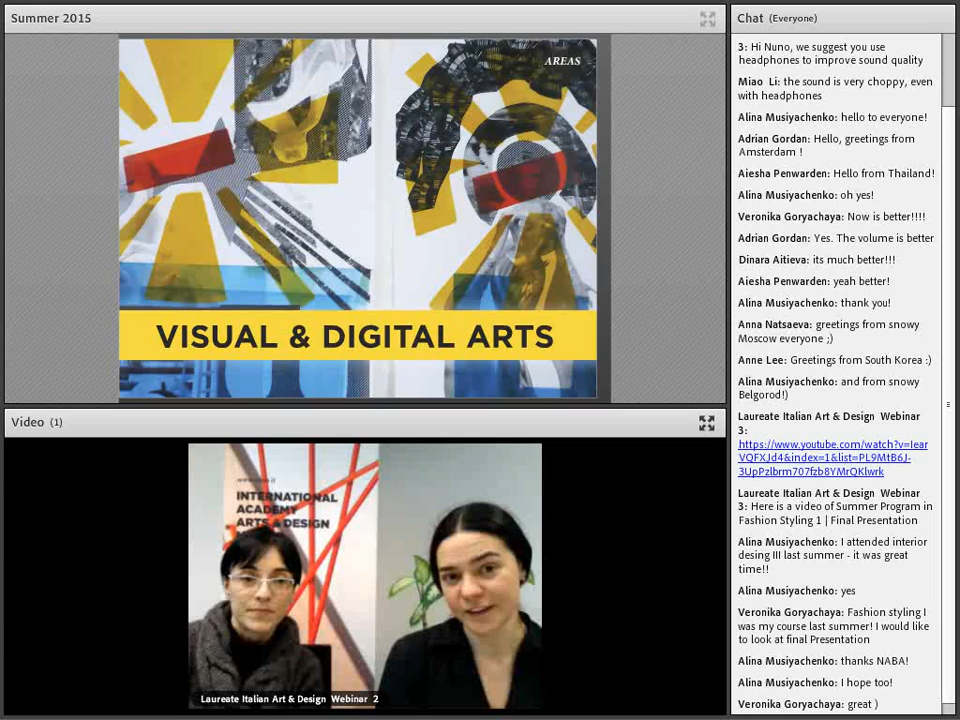 Summer 2015
AREAS
VISUAL & DIGITAL ARTS
Video (1)
INTERNATIONAL
ACADEMY
ARTS & DESIGN
Laureate Italian Art & Design Webinar 2
Chat (Everyone)
3: Hi Nuno, we suggest you use
headphones to improve sound quality
Miao Li: the sound is very choppy, even
with headphones
Alina Musiyachenko: hello to everyone!
Adrian Gordan: Hello, greetings from
Amsterdam !
Aiesha Penwarden: Hello from Thailand!
Alina Musiyachenko: oh yes!
Veronika Goryachaya: Now is better!!!!
Adrian Gordan: Yes. The volume is better
Dinara Aitieva: its much better!!!
Aiesha Penwarden: yeah better!
Alina Musiyachenko: thank you!
Anna Natsaeva: greetings from snowy
Moscow everyone ;)
Anne Lee: Greetings from South Korea :)
Alina Musiyachenko: and from snowy
Belgorod!)
Laureate Italian Art & Design Webinar
3:
https://www.youtube.com/watch?v=Iear
VQFXJd4&index=1&list=PL9MtB6J-
3UpPzlbrm707fzb8YMrQKlwrk
Laureate Italian Art & Design Webinar
3: Here is a video of Summer Program in
Fashion Styling 1 | Final Presentation
Alina Musiyachenko: I attended interior
desing III last summer - it was great
time!!
Alina Musiyachenko: yes
Veronika Goryachaya: Fashion styling I
was my course last summer! I would like
to look at final Presentation
Alina Musiyachenko: thanks NABA!
Alina Musiyachenko: I hope too!
Veronika Goryachaya: great )